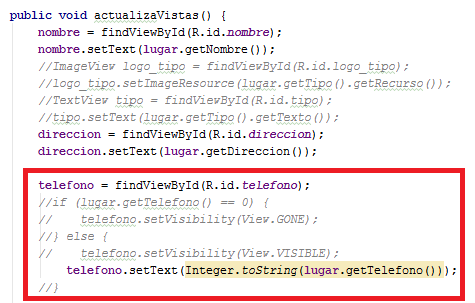 public void actualizaVistas() {
nombre = findViewById(R.id.nombre);
nombre.setText(lugar.getNombre());
//ImageView logo_tipo = findViewById(R.id.logo_tipo);
//logo_tipo.setImageResource(lugar.getTipo().getRecurso());
//TextView tipo = findViewById(R.id.tipo);
//tipo.setText(lugar.getTipo().getTexto());
direccion = findViewById(R.id.direccion);
direccion.setText(lugar.getDireccion());
telefono = findViewById(R.id.telefono);
//if (lugar.getTelefono() == 0) {
//    telefono.setVisibility(View.GONE);
//} else {
//    telefono.setVisibility(View.VISIBLE);
telefono.setText(Integer.toString(lugar.getTelefono()));
//}